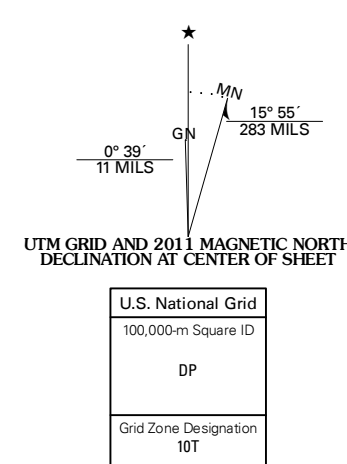 ★
MN
15° 55´
283 MILS
GN
0° 39´
11 MILS
UTM GRID AND 2011 MAGNETIC NORTH
DECLINATION AT CENTER OF SHEET
U.S. National Grid
100,000-m Square ID
DP
Grid Zone Designation
10T